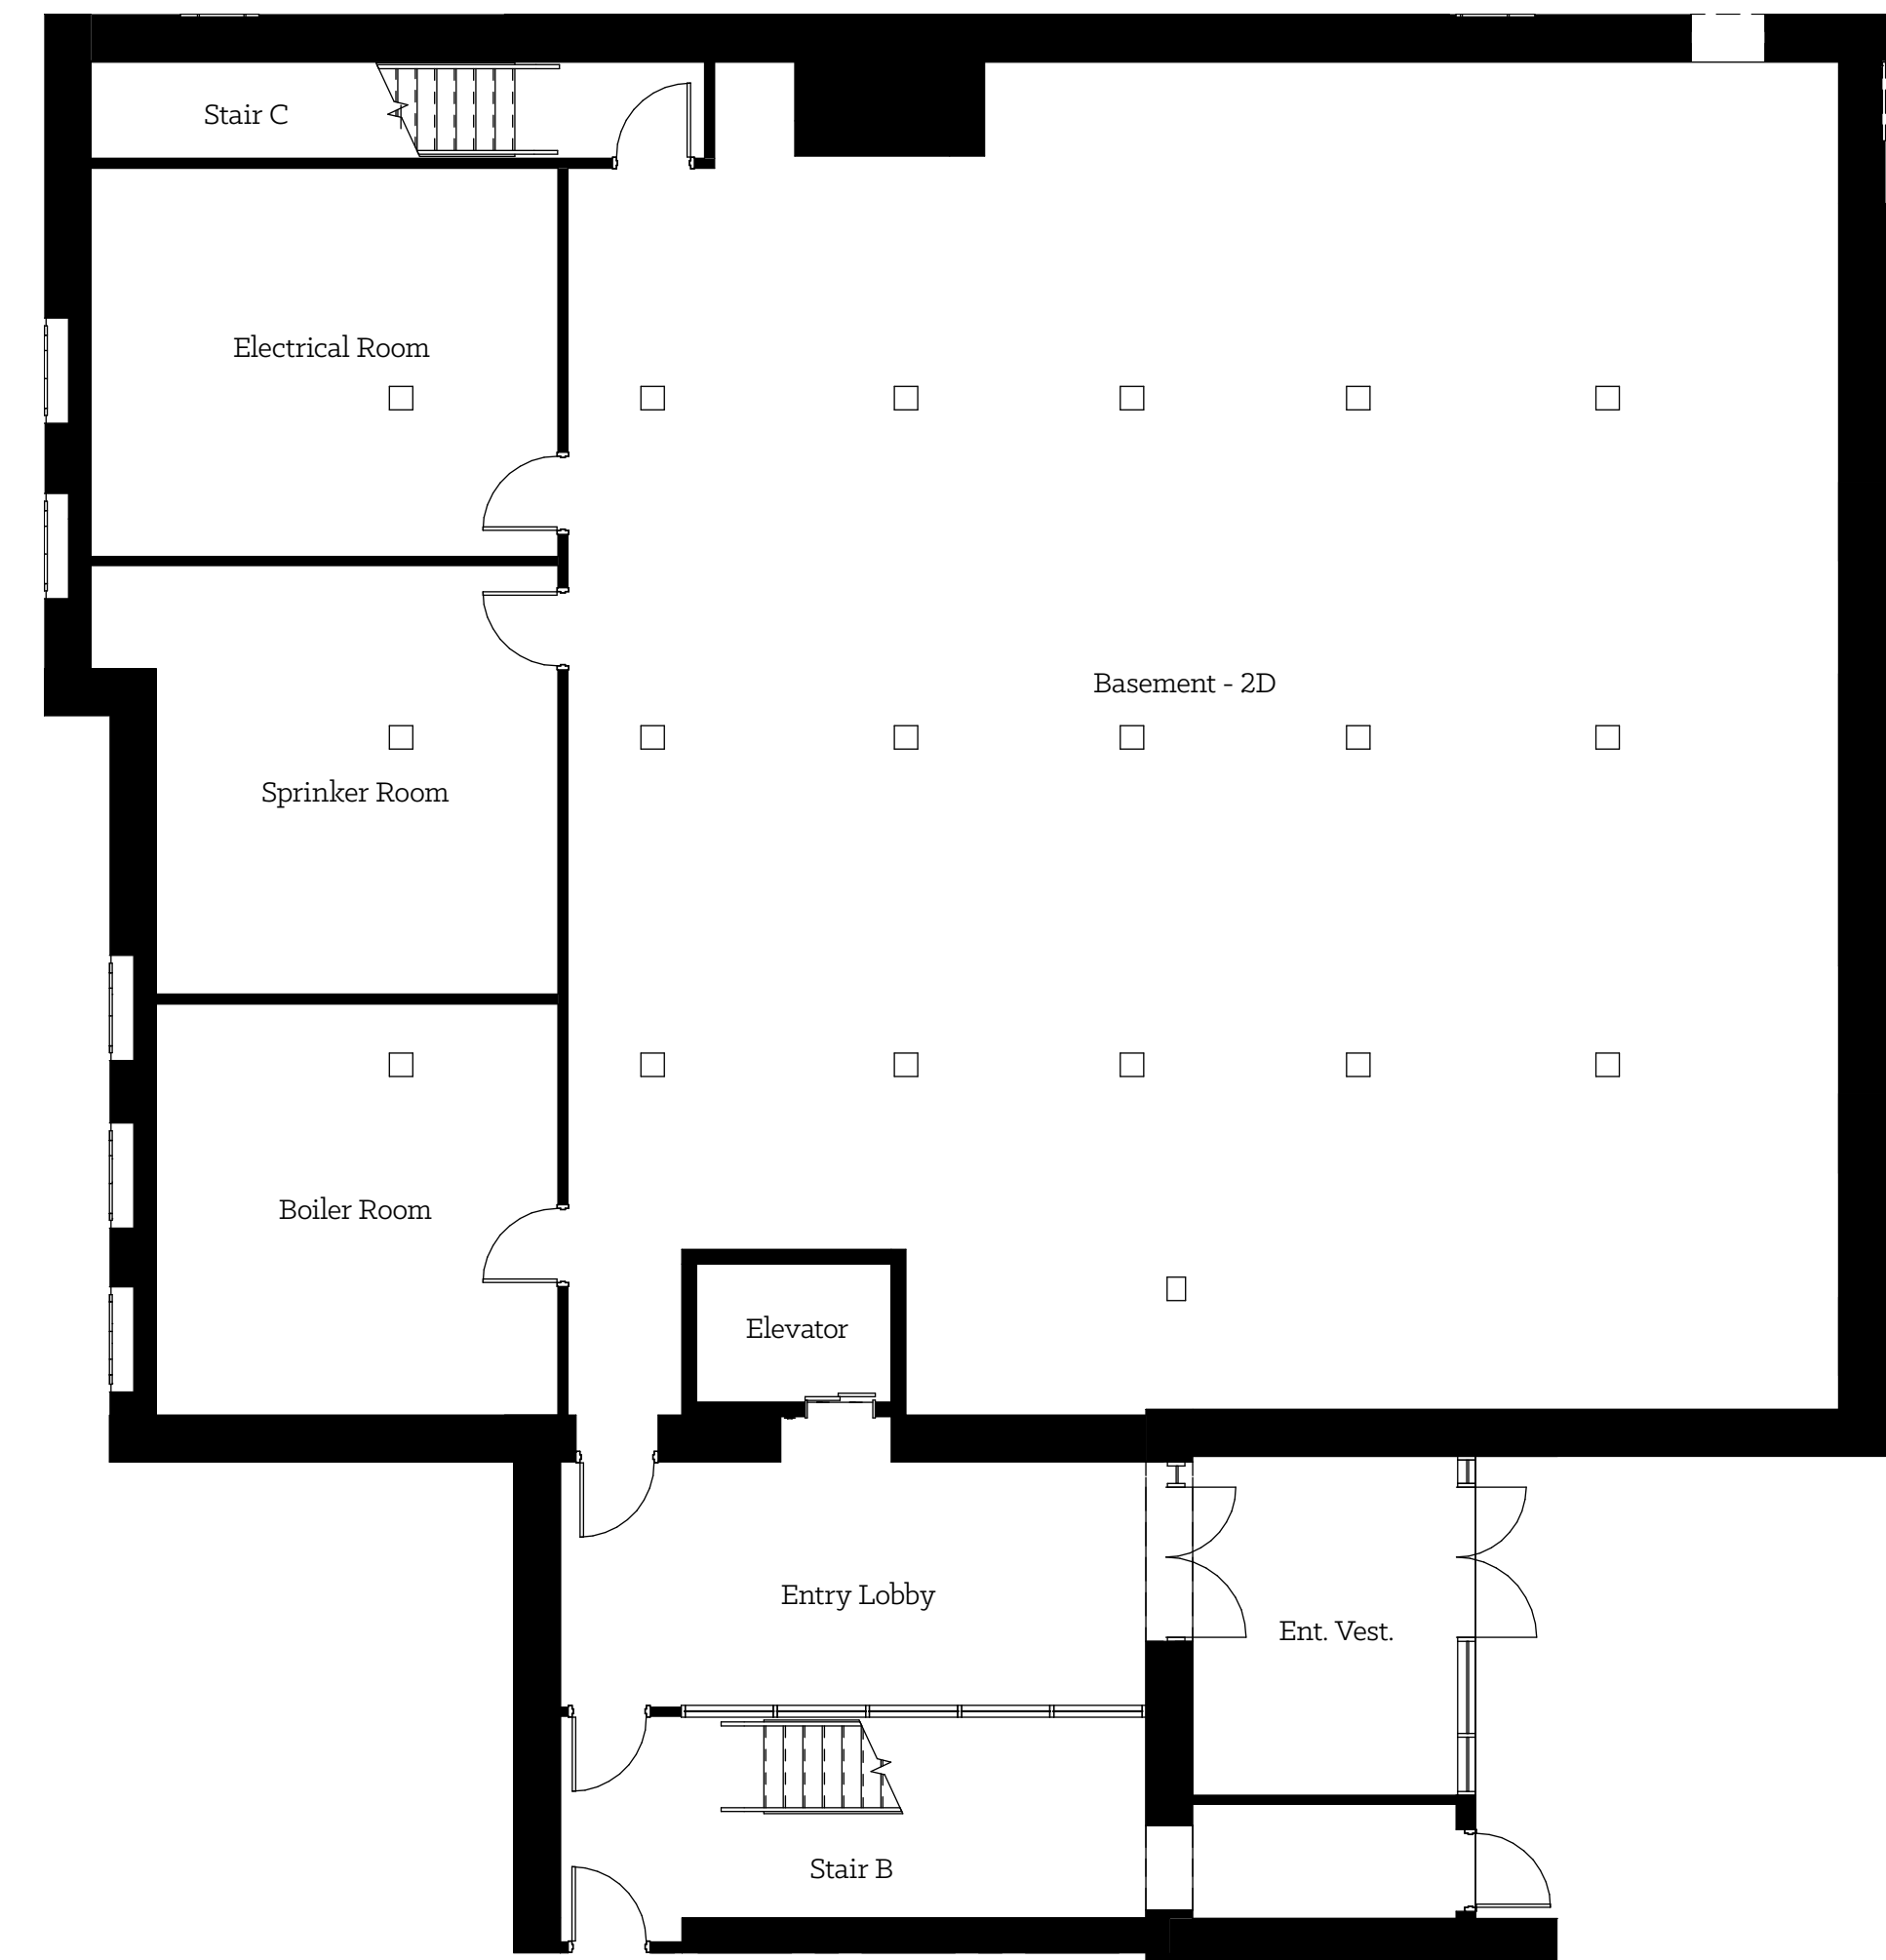 Stair C
Electrical Room
Basement - 2D
Sprinker Room
Boiler Room
Elevator
Entry Lobby
Ent. Vest.
Stair B